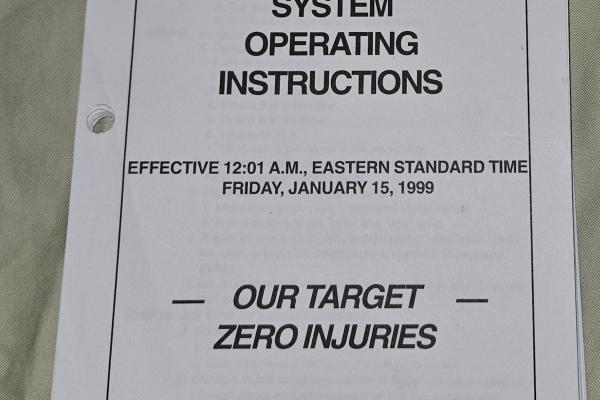 SYSTEM
OPERATING
INSTRUCTIONS
EFFECTIVE 12:01 A.M., EASTERN STANDARD TIME
FRIDAY, JANUARY 15, 1999
— OUR TARGET —
ZERO INJURIES